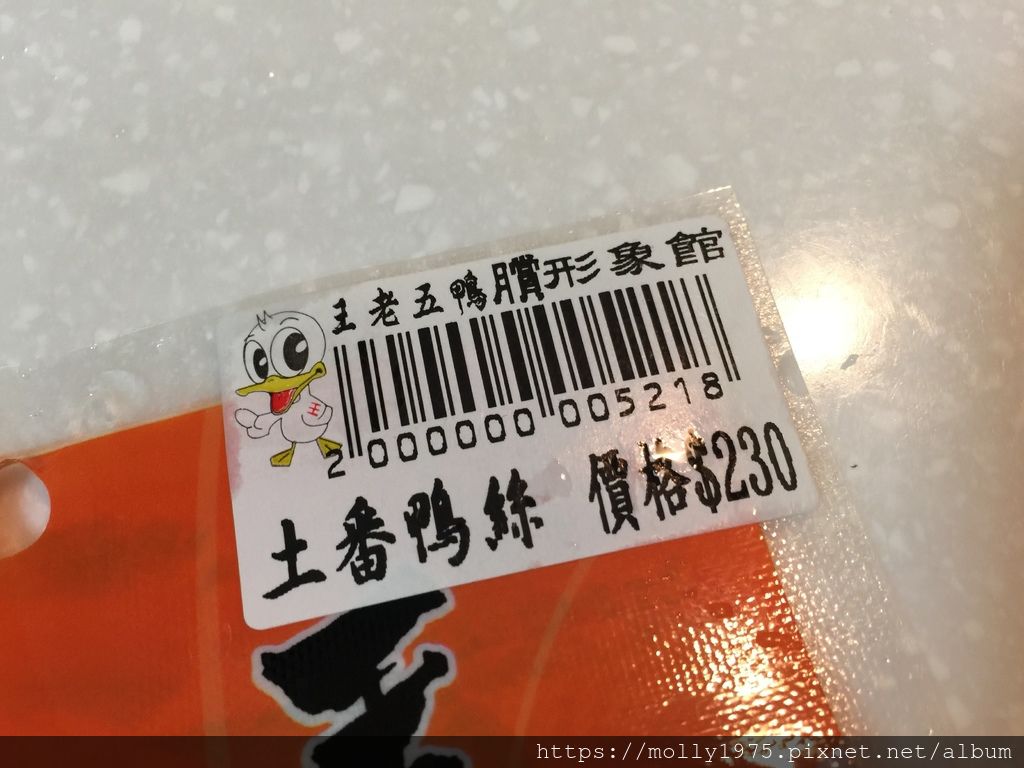 王老五鴨賞形象館
王
2 000000 005218
土番鴨絲 價格$230
王
https://molly1975.pixnet.net/album